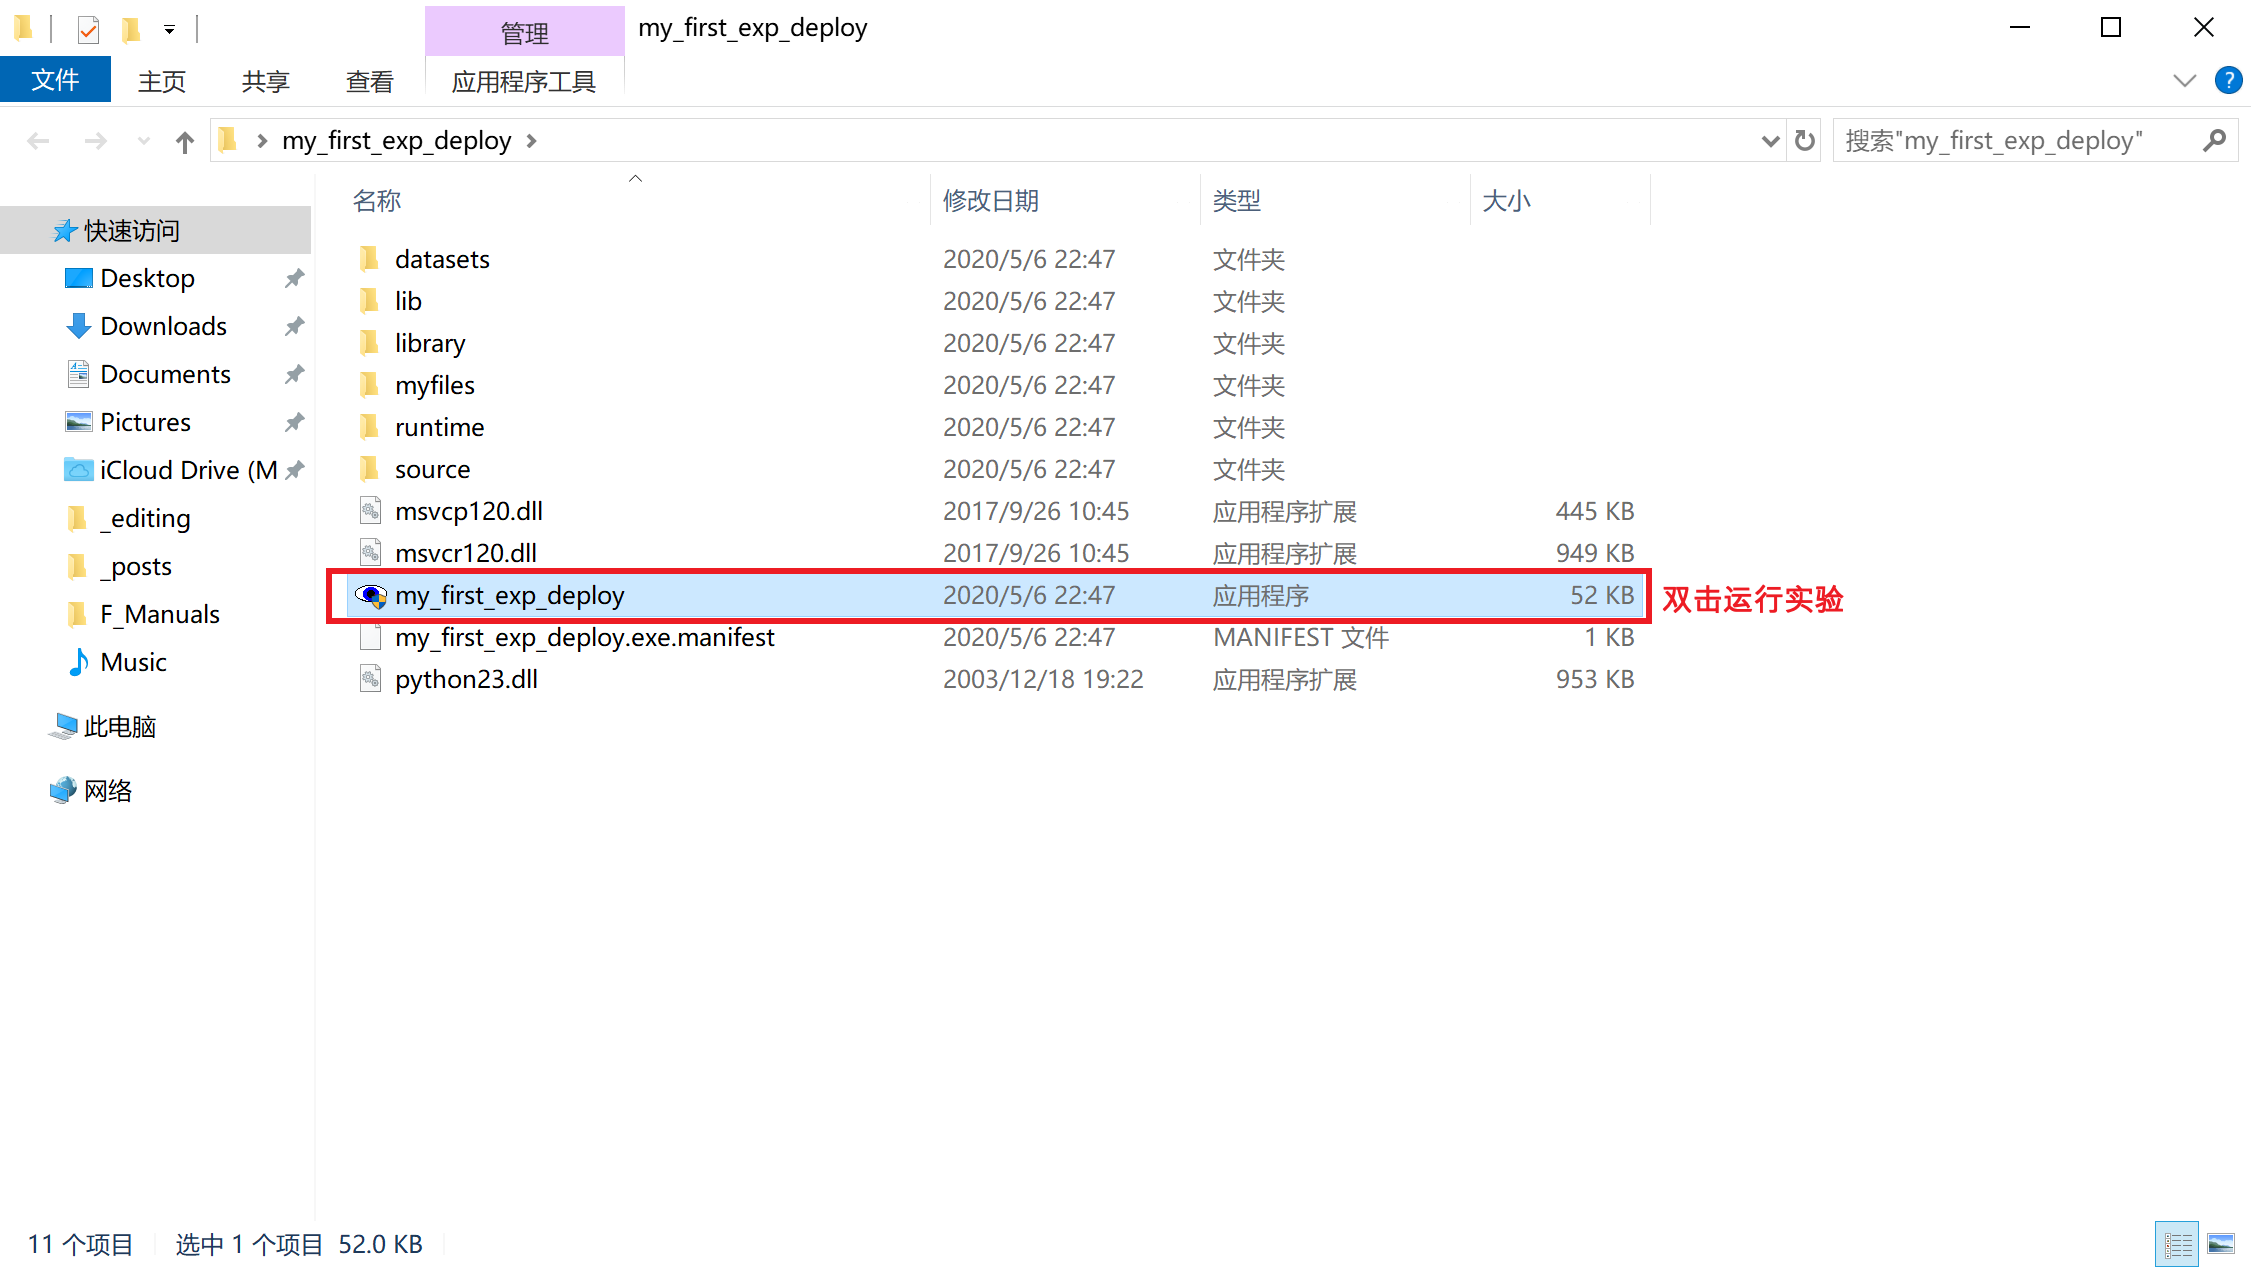 管理
my_first_exp_deploy
文件 主页 共享 查看 应用程序工具 ?
my_first_exp_deploy
搜索"my_first_exp_deploy"
名称 修改日期 类型 大小
快速访问
Desktop
Downloads
Documents
Pictures
iCloud Drive (M
_editing
_posts
F_Manuals
Music
此电脑
网络
datasets 2020/5/6 22:47 文件夹
lib 2020/5/6 22:47 文件夹
library 2020/5/6 22:47 文件夹
myfiles 2020/5/6 22:47 文件夹
runtime 2020/5/6 22:47 文件夹
source 2020/5/6 22:47 文件夹
msvcp120.dll 2017/9/26 10:45 应用程序扩展 445 KB
msvcr120.dll 2017/9/26 10:45 应用程序扩展 949 KB
my_first_exp_deploy 2020/5/6 22:47 应用程序 52 KB 双击运行实验
my_first_exp_deploy.exe.manifest 2020/5/6 22:47 MANIFEST 文件 1 KB
python23.dll 2003/12/18 19:22 应用程序扩展 953 KB
11 个项目 选中 1 个项目 52.0 KB